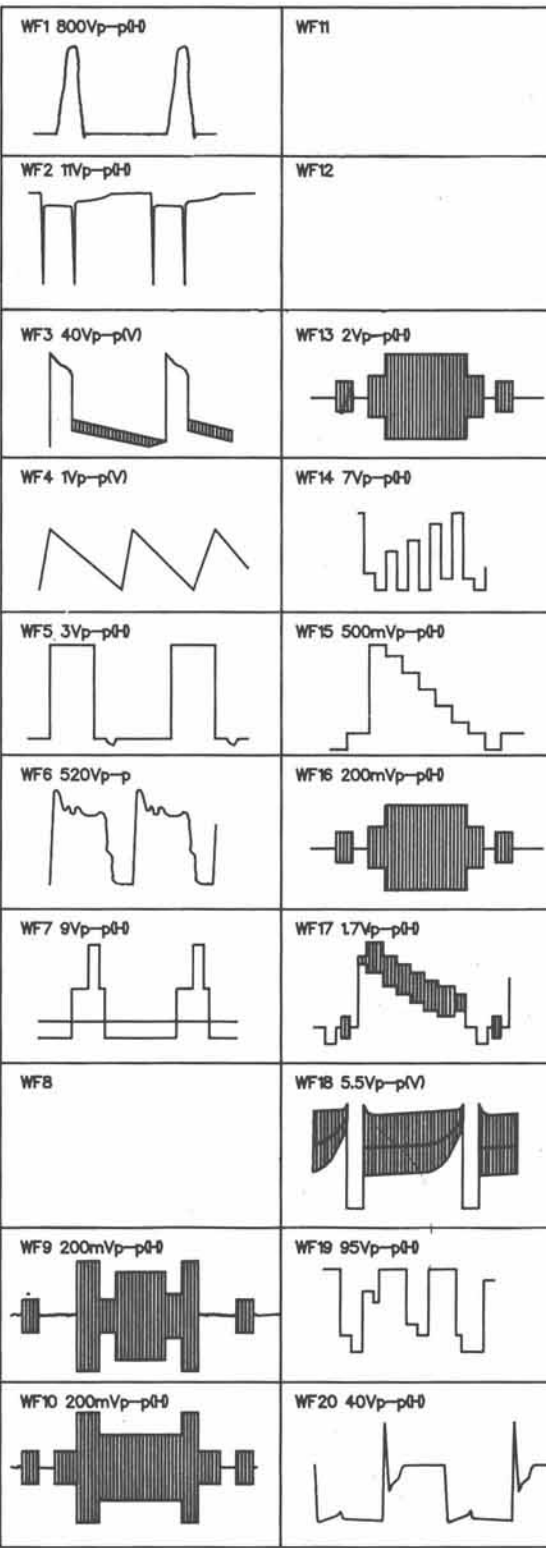 WF1 800Vp-p(H)
WF11
WF2 11Vp-p(H)
WF12
WF3 40Vp-p(V)
WF13 2Vp-p(H)
WF4 1Vp-p(V)
WF14 7Vp-p(H)
WF5 3Vp-p(H)
WF15 500mVp-p(H)
WF6 520Vp-p
WF16 200mVp-p(H)
WF7 9Vp-p(H)
WF17 1.7Vp-p(H)
WF8
WF18 5.5Vp-p(V)
WF9 200mVp-p(H)
WF19 95Vp-p(H)
WF10 200mVp-p(H)
WF20 40Vp-p(H)